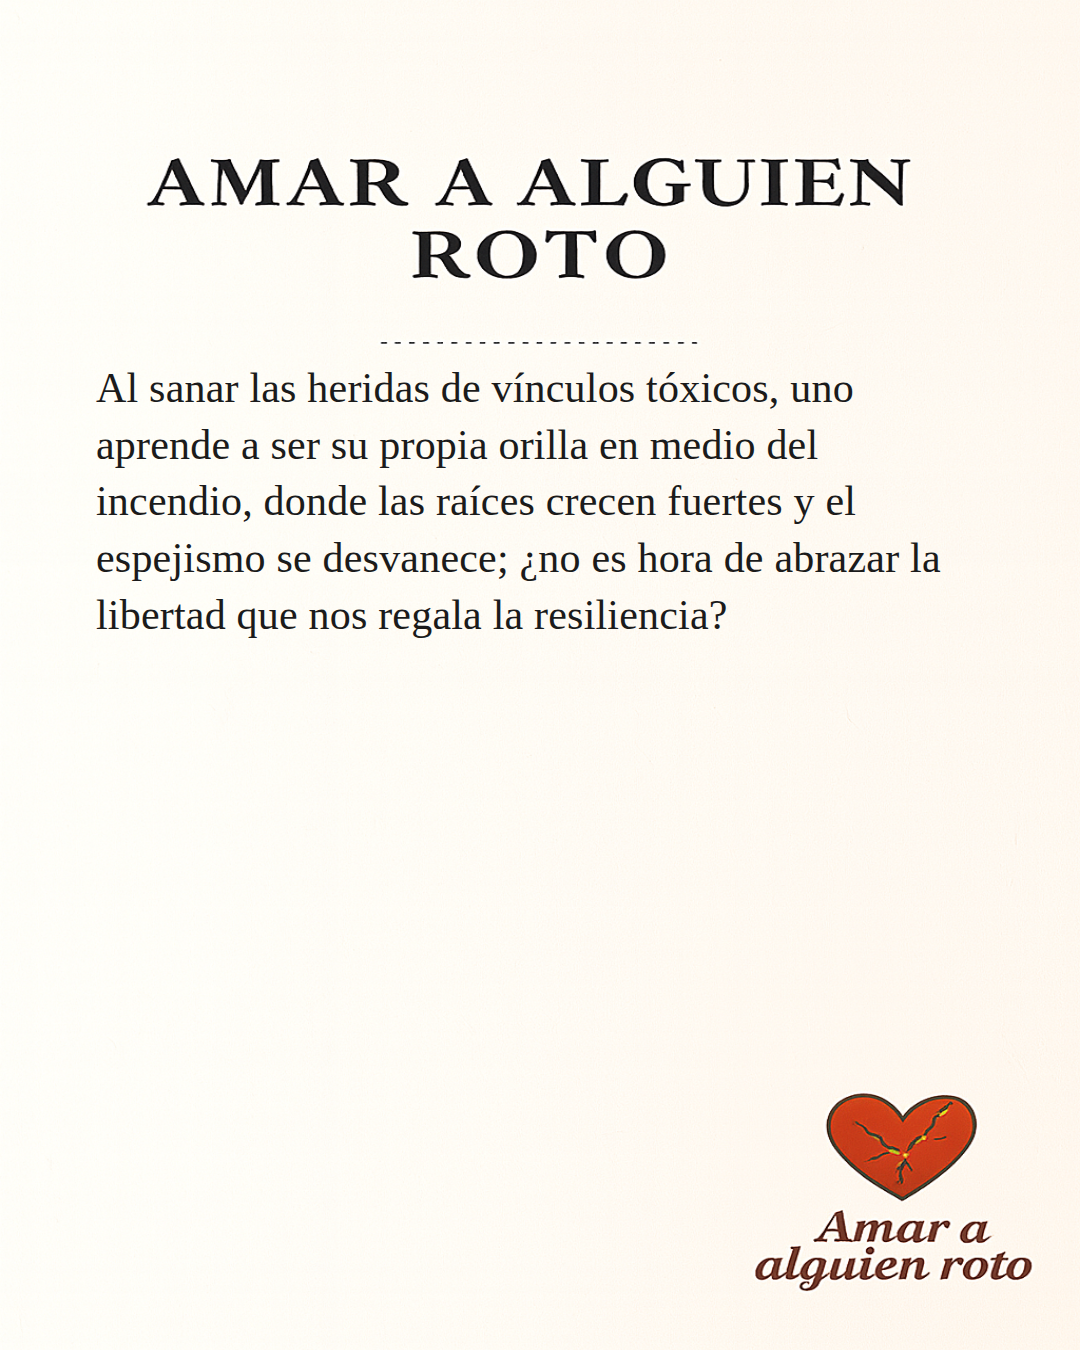 AMAR A ALGUIEN
ROTO
----------------------
Al sanar las heridas de vínculos tóxicos, uno
aprende a ser su propia orilla en medio del
incendio, donde las raíces crecen fuertes y el
espejismo se desvanece; ¿no es hora de abrazar la
libertad que nos regala la resiliencia?
Amar a
alguien roto